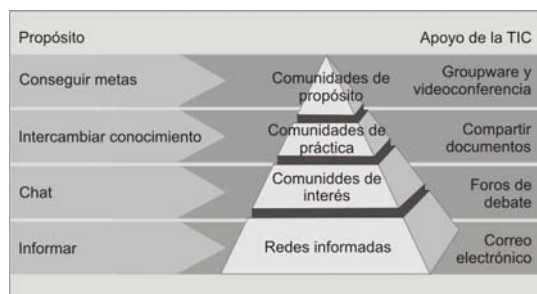 Propósito
Apoyo de la TIC
Conseguir metas
Comunidades de
propósito
Groupware y
videoconferencia
Intercambiar conocimiento
Comunidades de
práctica
Compartir
documentos
Chat
Comuniddes de
interés
Foros de
debate
Informar
Redes informadas
Correo
electrónico